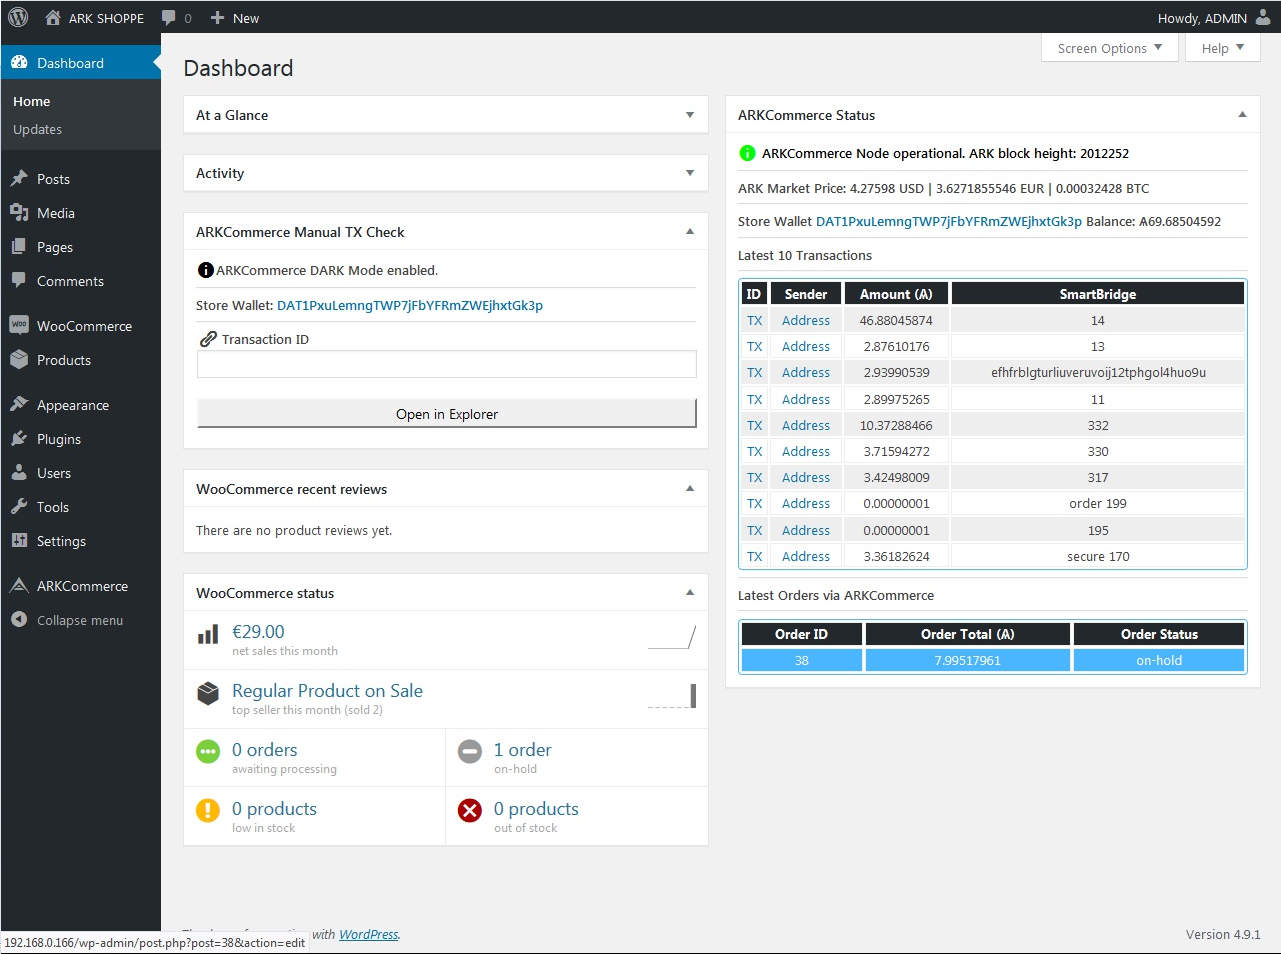 ARK SHOPPE 0 New Howdy, ADMIN
Dashboard
Home
Updates
Posts
Media
Pages
Comments
WooCommerce
Products
Appearance
Plugins
Users
Tools
Settings
ARKCommerce
Collapse menu
Screen Options Help
Dashboard
At a Glance
Activity
ARKCommerce Manual TX Check
ARKCommerce DARK Mode enabled.
Store Wallet: DAT1PxuLemngTWP7jFbYFRmZWEjhxtGk3p
Transaction ID
Open in Explorer
WooCommerce recent reviews
There are no product reviews yet.
WooCommerce status
€29.00
net sales this month
Regular Product on Sale
top seller this month (sold 2)
0 orders
awaiting processing
1 order
on-hold
0 products
low in stock
0 products
out of stock
ARKCommerce Status
ARKCommerce Node operational. ARK block height: 2012252
ARK Market Price: 4.27598 USD | 3.6271855546 EUR | 0.00032428 BTC
Store Wallet DAT1PxuLemngTWP7jFbYFRmZWEjhxtGk3p Balance: Ѧ69.68504592
Latest 10 Transactions
ID Sender Amount (Ѧ) SmartBridge
TX Address 46.88045874 14
TX Address 2.87610176 13
TX Address 2.93990539 efhfrblgturliuveruvoij12tphgol4huo9u
TX Address 2.89975265 11
TX Address 10.37288466 332
TX Address 3.71594272 330
TX Address 3.42498009 317
TX Address 0.00000001 order 199
TX Address 0.00000001 195
TX Address 3.36182624 secure 170
Latest Orders via ARKCommerce
Order ID Order Total (Ѧ) Order Status
38 7.99517961 on-hold
with WordPress.
Version 4.9.1
192.168.0.166/wp-admin/post.php?post=38&action=edit